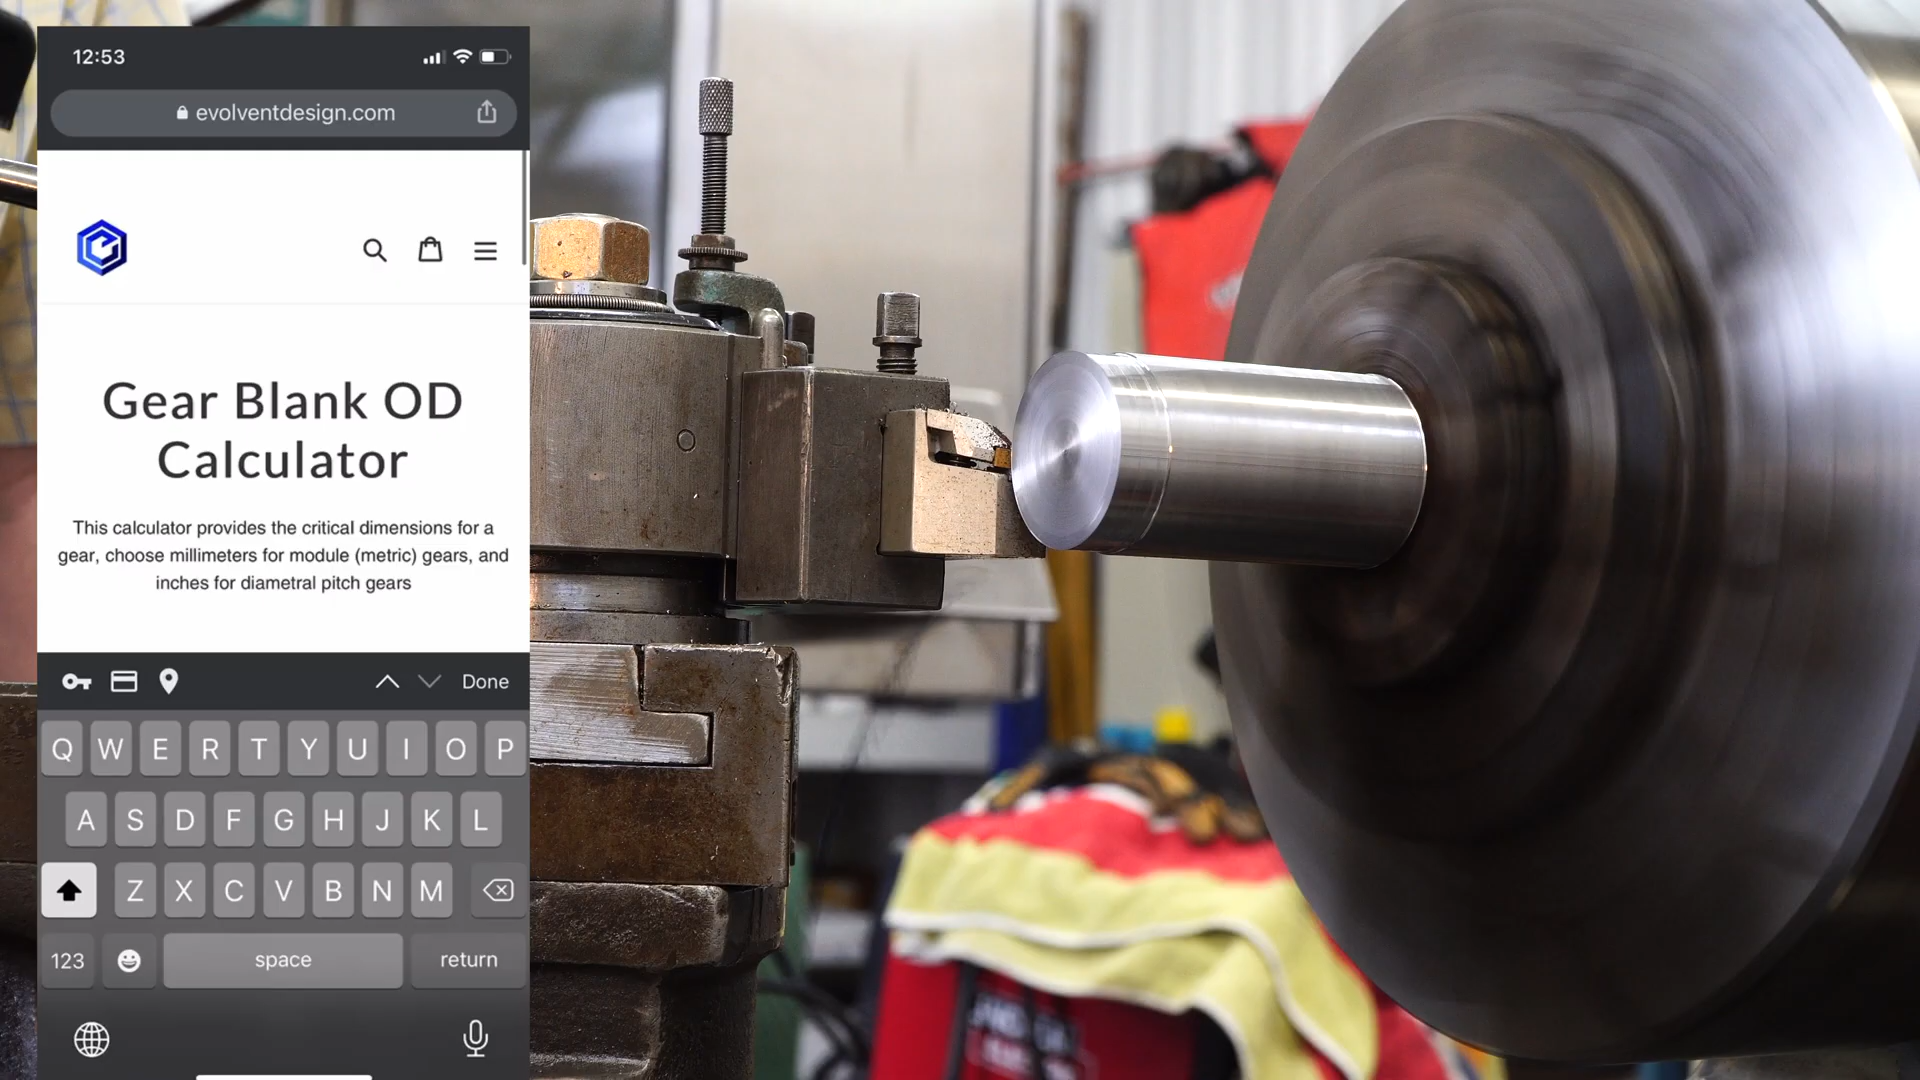 12:53
evolventdesign.com
Gear Blank OD
Calculator
This calculator provides the critical dimensions for a
gear, choose millimeters for module (metric) gears, and
inches for diametral pitch gears
Done
Q W E R T Y U I O P
A S D F G H J K L
Z X C V B N M
123 space return